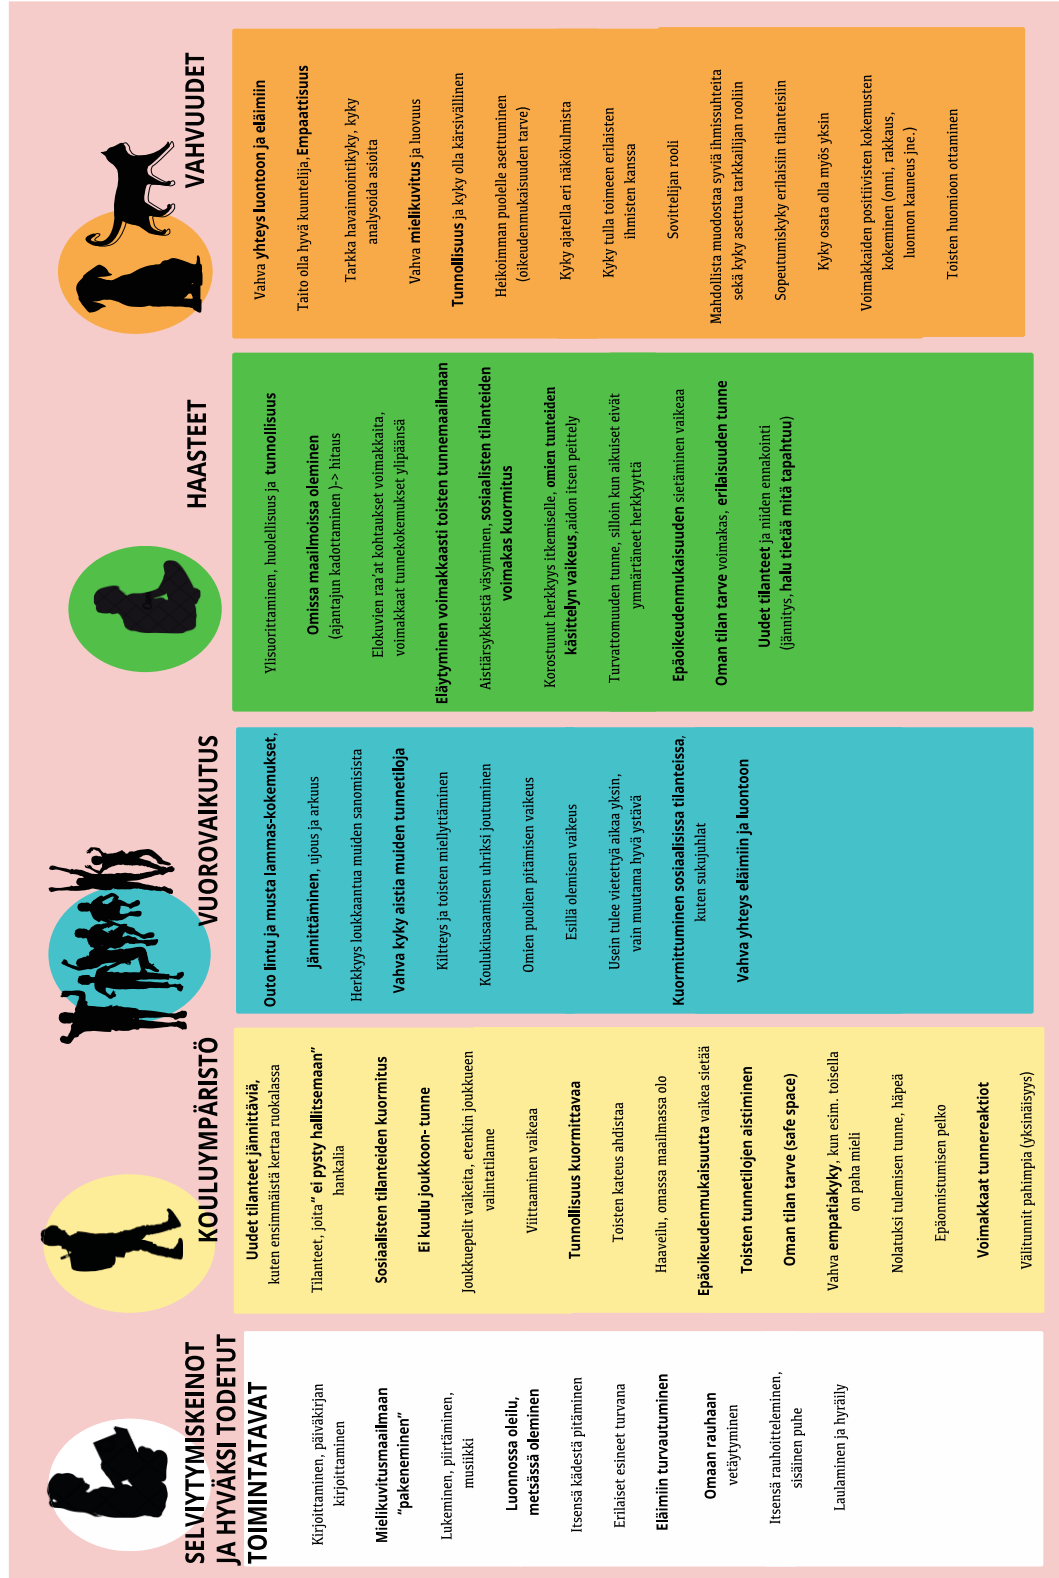 SELVIYTYMISKEINOT
JA HYVÄKSI TODETUT
TOIMINTATAVAT
Kirjoittaminen, päiväkirjan
kirjoittaminen
Mielikuvitusmaailmaan
“pakeneminen”
Lukeminen, piirtäminen,
musiikki
Luonnossa oleilu,
metsässä oleminen
Itsensä kädestä pitäminen
Erilaiset esineet turvana
Eläimiin turvautuminen
Omaan rauhaan
vetäytyminen
Itsensä rauhoitteleminen,
sisäinen puhe
Laulaminen ja hyräily
KOULUYMPÄRISTÖ
Uudet tilanteet jännittäviä,
kuten ensimmäistä kertaa ruokalassa
Tilanteet, joita“ ei pysty hallitsemaan”
hankalia
Sosiaalisten tilanteiden kuormitus
Ei kuulu joukkoon- tunne
Joukkuepelit vaikeita, etenkin joukkueen
valintatilanne
Viittaaminen vaikeaa
Tunnollisuus kuormittavaa
Toisten kateus ahdistaa
Haaveilu, omassa maailmassa olo
Epäoikeudenmukaisuutta vaikea sietää
Toisten tunnetilojen aistiminen
Oman tilan tarve (safe space)
Vahva empatiakyky, kun esim. toisella
on paha mieli
Nolatuksi tulemisen tunne, häpeä
Epäonnistumisen pelko
Voimakkaat tunnereaktiot
Välitunnit pahimpia (yksinäisyys)
VUOROVAIKUTUS
Outo lintu ja musta lammas-kokemukset,
Jännittäminen, ujous ja arkuus
Herkkyys loukkaantua muiden sanomisista
Vahva kyky aistia muiden tunnetiloja
Kiltteys ja toisten miellyttäminen
Koulukiusaamisen uhriksi joutuminen
Omien puolien pitämisen vaikeus
Esillä olemisen vaikeus
Usein tulee vietettyä aikaa yksin,
vain muutama hyvä ystävä
Kuormittuminen sosiaalisissa tilanteissa,
kuten sukujuhlat
Vahva yhteys eläimiin ja luontoon
HAASTEET
Ylisuorittaminen, huolellisuus ja tunnollisuus
Omissa maailmoissa oleminen
(ajantajun kadottaminen )-> hitaus
Elokuvien raa’at kohtaukset voimakkaita,
voimakkaat tunnekokemukset ylipäänsä
Eläytyminen voimakkaasti toisten tunnemaailmaan
Aistiärsykkeistä väsyminen, sosiaalisten tilanteiden
voimakas kuormitus
Korostunut herkkyys itkemiselle, omien tunteiden
käsittelyn vaikeus,aidon itsen peittely
Turvattomuuden tunne, silloin kun aikuiset eivät
ymmärtäneet herkkyyttä
Epäoikeudenmukaisuuden sietäminen vaikeaa
Oman tilan tarve voimakas, erilaisuuden tunne
Uudet tilanteet ja niiden ennakointi
(jännitys, halu tietää mitä tapahtuu)
VAHVUUDET
Vahva yhteys luontoon ja eläimiin
Taito olla hyvä kuuntelija, Empaattisuus
Tarkka havainnointikyky, kyky
analysoida asioita
Vahva mielikuvitus ja luovuus
Tunnollisuus ja kyky olla kärsivällinen
Heikoimman puolelle asettuminen
(oikeudenmukaisuuden tarve)
Kyky ajatella eri näkökulmista
Kyky tulla toimeen erilaisten
ihmisten kanssa
Sovittelijan rooli
Mahdollista muodostaa syviä ihmissuhteita
sekä kyky asettua tarkkailijan rooliin
Sopeutumiskyky erilaisiin tilanteisiin
Kyky osata olla myös yksin
Voimakkaiden positiivisten kokemusten
kokeminen (onni, rakkaus,
luonnon kauneus jne.)
Toisten huomioon ottaminen